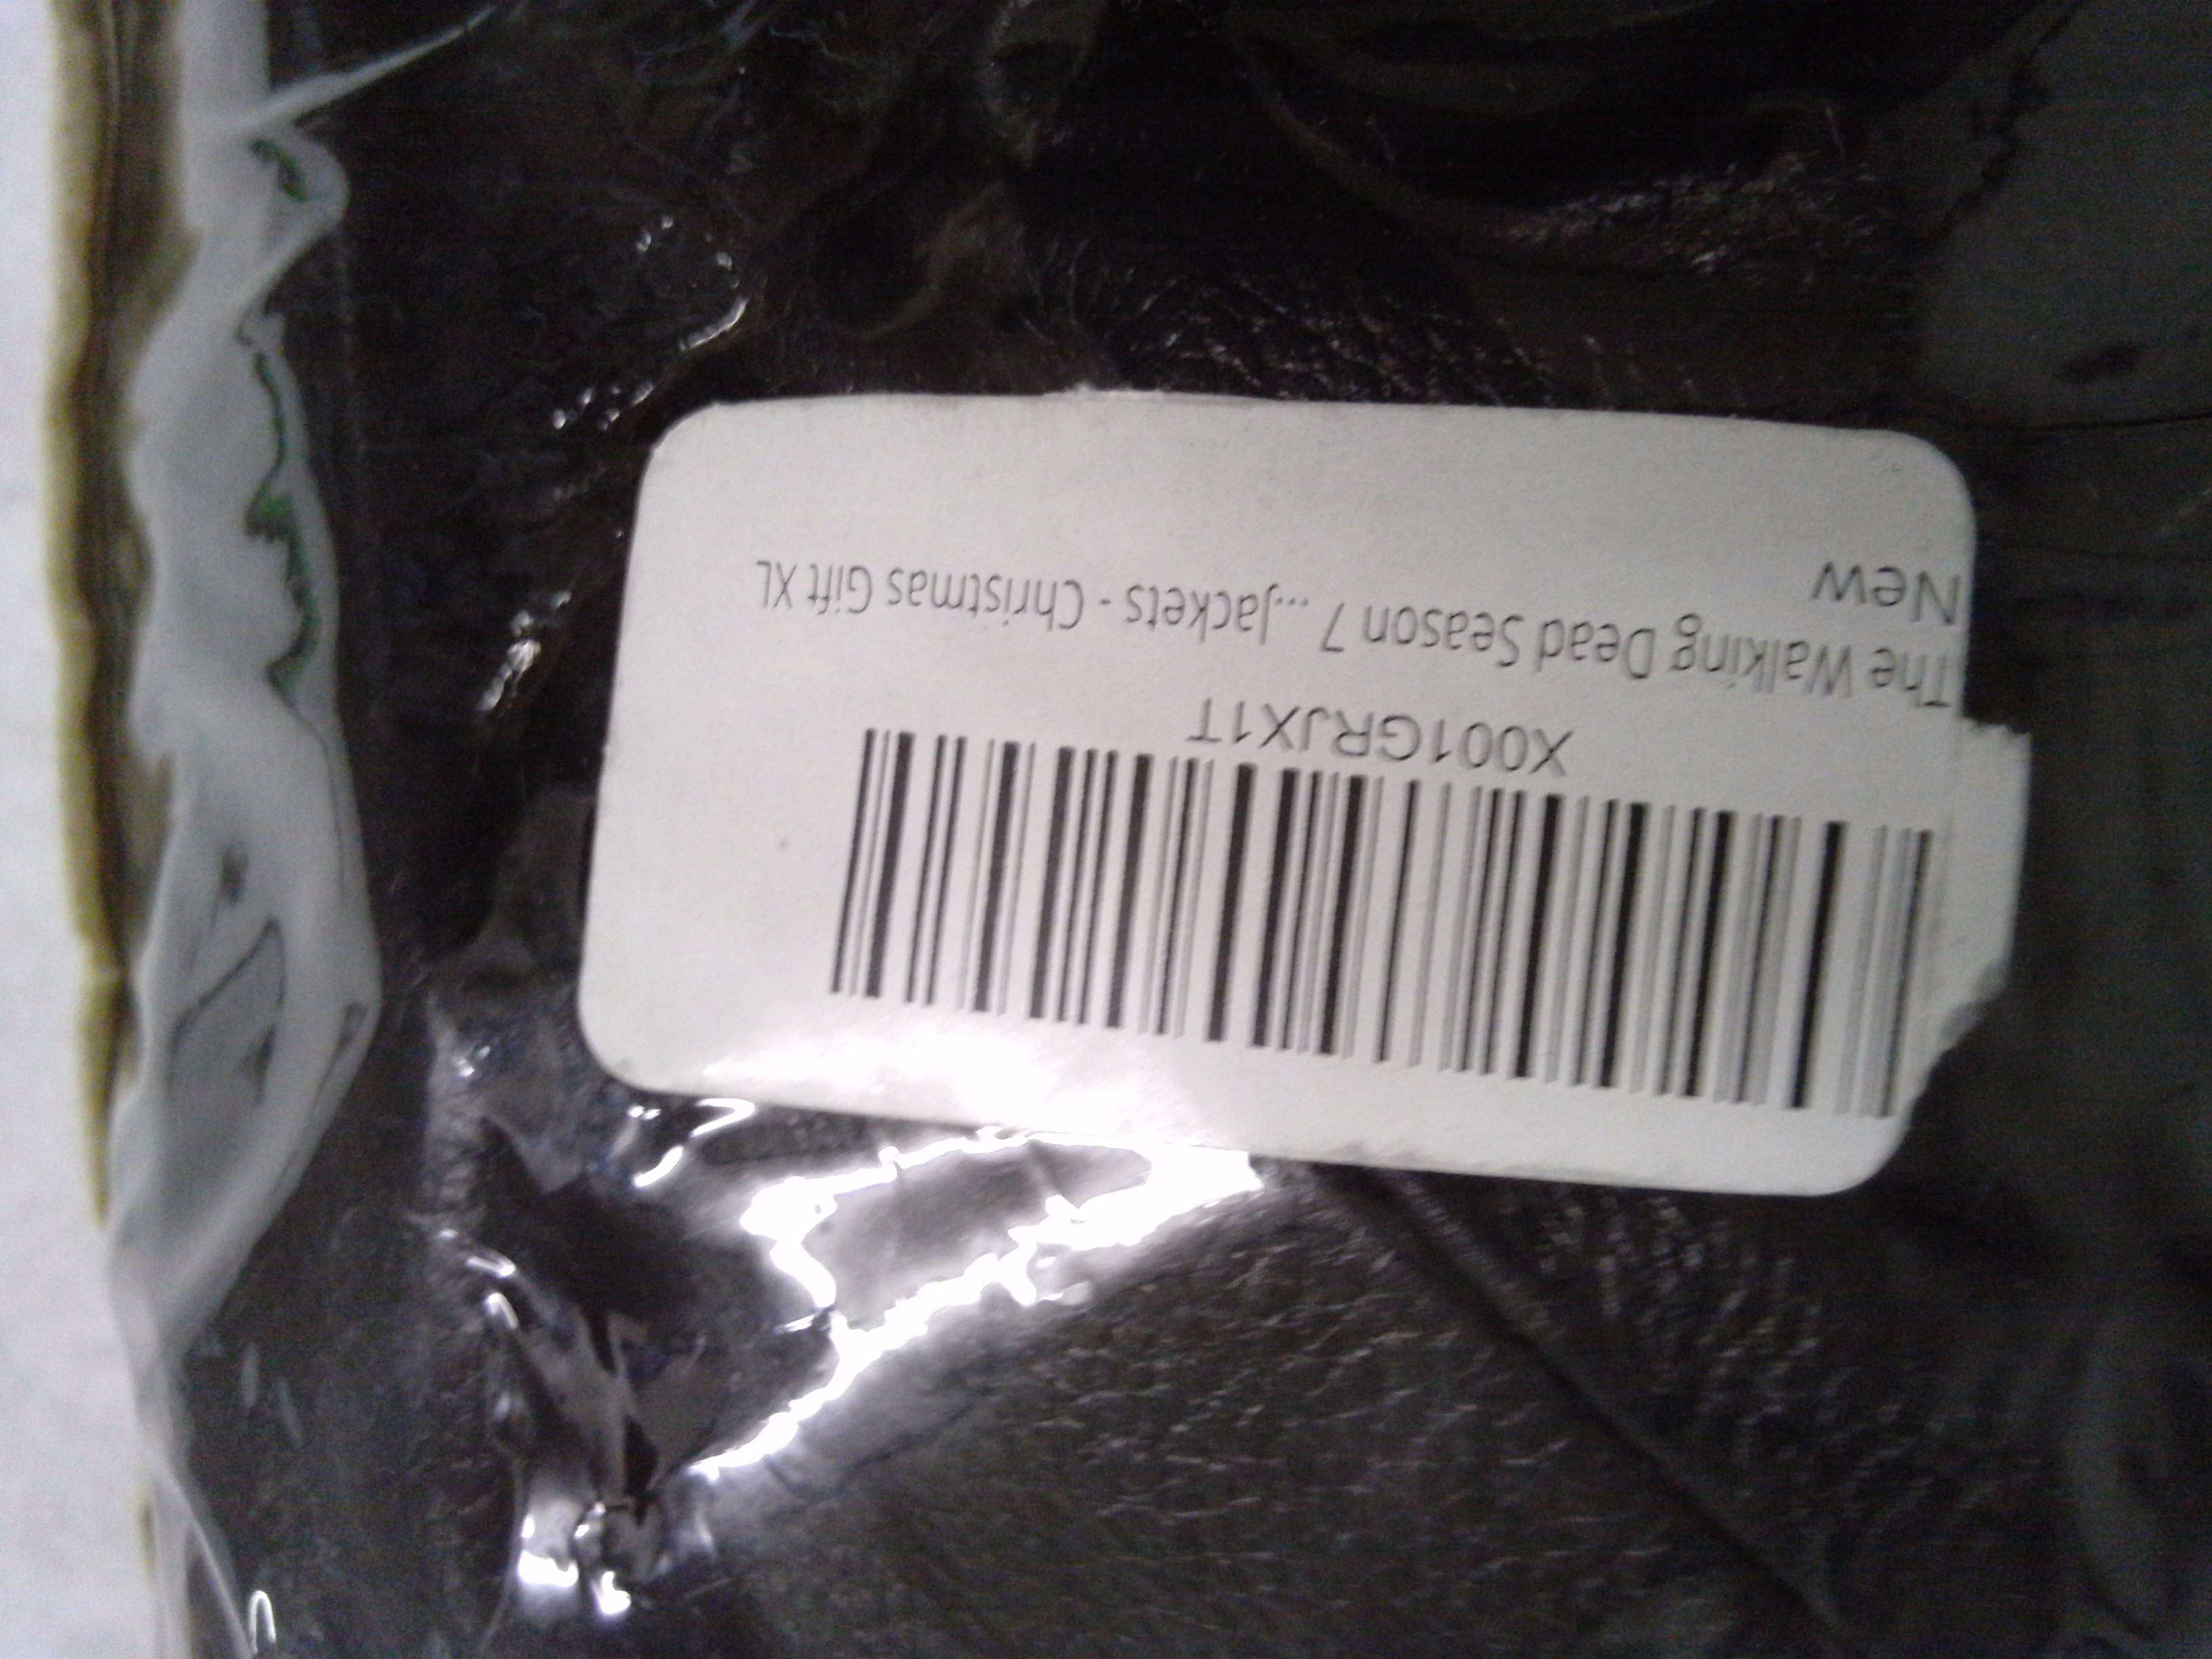 X001GRJX1T
The Walking Dead Season 7 ...Jackets - Christmas Gift XL
New